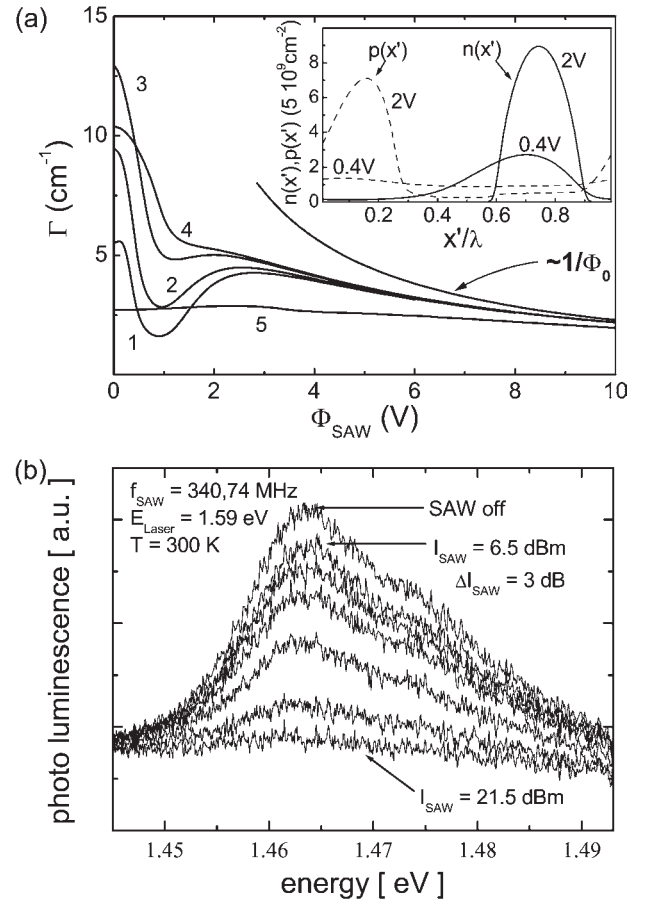 (a)
15
10
5
0
Γ (cm⁻¹)
3
4
2
1
5
~1/Φ₀
0 2 4 6 8 10
Φ_SAW (V)
n(x'),p(x') (5 10⁹cm⁻²)
8
6
4
2
0
p(x') n(x')
2V 2V
0.4V 0.4V
0.2 0.4 0.6 0.8
x'/λ
(b)
photo luminescence [ a.u. ]
f_SAW = 340,74 MHz
E_Laser = 1.59 eV
T = 300 K
SAW off
I_SAW = 6.5 dBm
ΔI_SAW = 3 dB
I_SAW = 21.5 dBm
1.45 1.46 1.47 1.48 1.49
energy [ eV ]